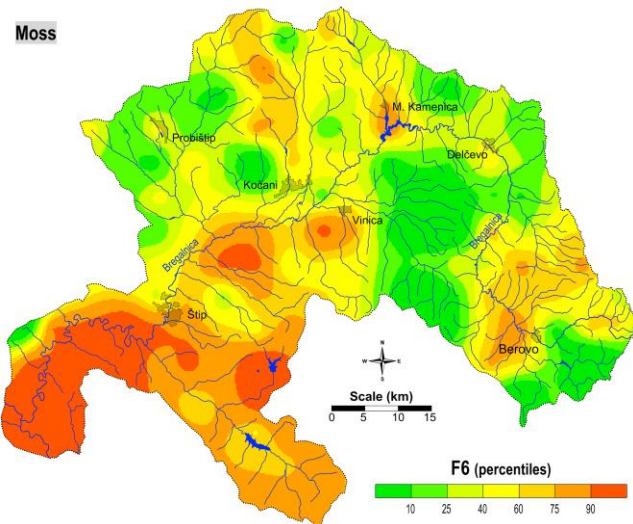 Moss
M. Kamenica
Probištip
Delčevo
Kočani
Vinica
Bregalnica
Bregalnica
Štip
Berovo
N
W E
S
Scale (km)
0 5 10 15
F6 (percentiles)
10 25 40 60 75 90